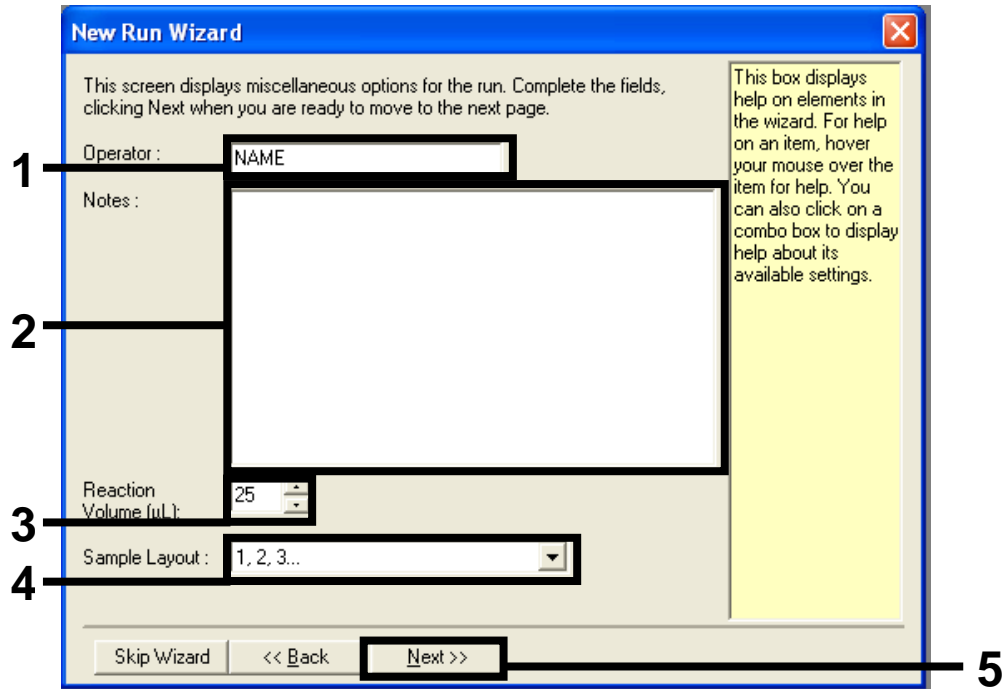 New Run Wizard
This screen displays miscellaneous options for the run. Complete the fields,
clicking Next when you are ready to move to the next page.
This box displays
help on elements in
the wizard. For help
on an item, hover
your mouse over the
item for help. You
can also click on a
combo box to display
help about its
available settings.
1
Operator :
NAME
Notes :
2
Reaction
Volume (µL):
25
3
Sample Layout :
1, 2, 3...
4
Skip Wizard
<< Back
Next >>
5